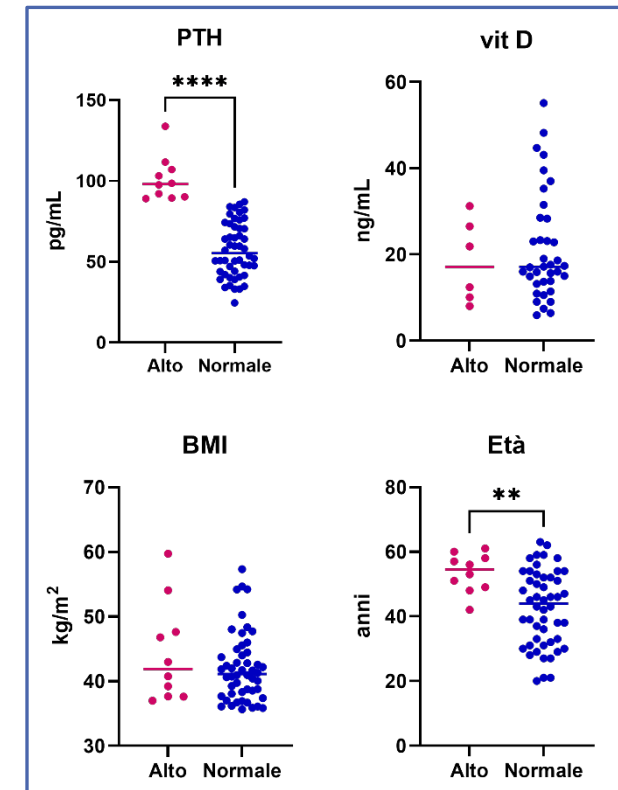 PTH
****
pg/mL
150
100
50
0
Alto Normale
vit D
ng/mL
60
40
20
0
Alto Normale
BMI
kg/m²
70
60
50
40
30
Alto Normale
Età
**
anni
80
60
40
20
0
Alto Normale